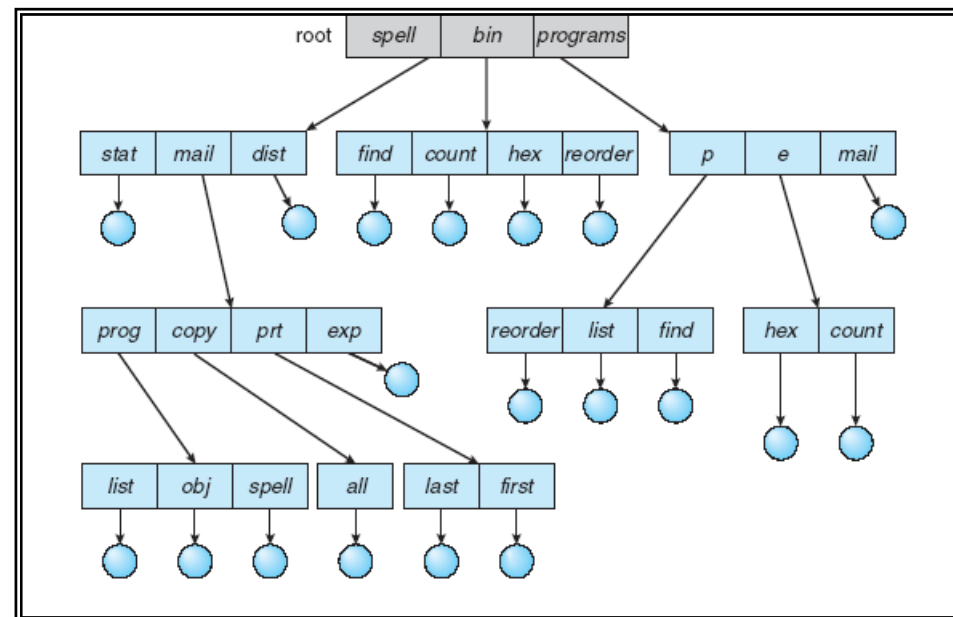 root spell bin programs
stat mail dist find count hex reorder p e mail
prog copy prt exp reorder list find hex count
list obj spell all last first